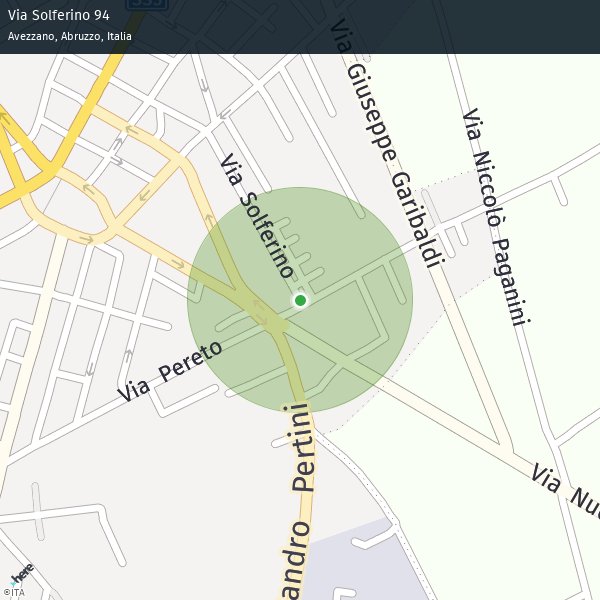 Via Solferino 94
Avezzano, Abruzzo, Italia
Via Giuseppe Garibaldi
Via Niccolò Paganini
Via Solferino
Via Pereto
andro Pertini
Via Nuo
here
©ITA